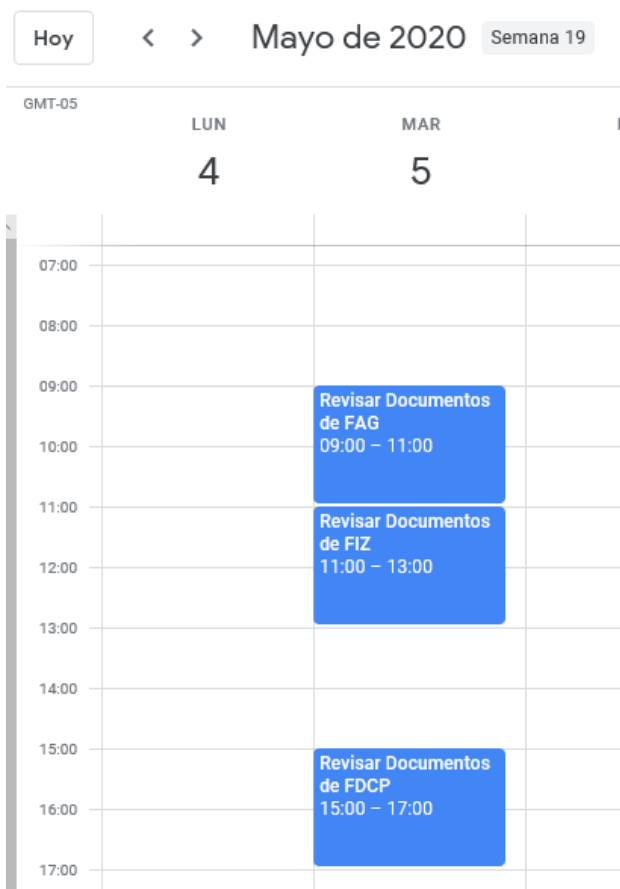 Hoy
Mayo de 2020
Semana 19
GMT-05
LUN
MAR
4
5
07:00
08:00
09:00
Revisar Documentos
de FAG
09:00 – 11:00
10:00
11:00
Revisar Documentos
de FIZ
11:00 – 13:00
12:00
13:00
14:00
15:00
Revisar Documentos
de FDCP
15:00 – 17:00
16:00
17:00